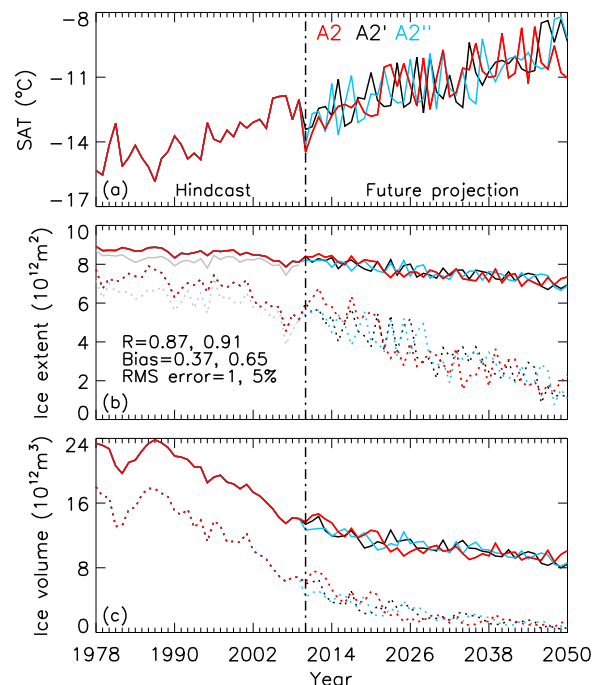 -8
-11
-14
-17
SAT (°C)
A2 A2' A2''
(a) Hindcast Future projection
10
8
6
4
2
0
Ice extent (10¹²m²)
R=0.87, 0.91
Bias=0.37, 0.65
RMS error=1, 5%
(b)
24
16
8
0
Ice volume (10¹²m³)
(c)
1978 1990 2002 2014 2026 2038 2050
Year